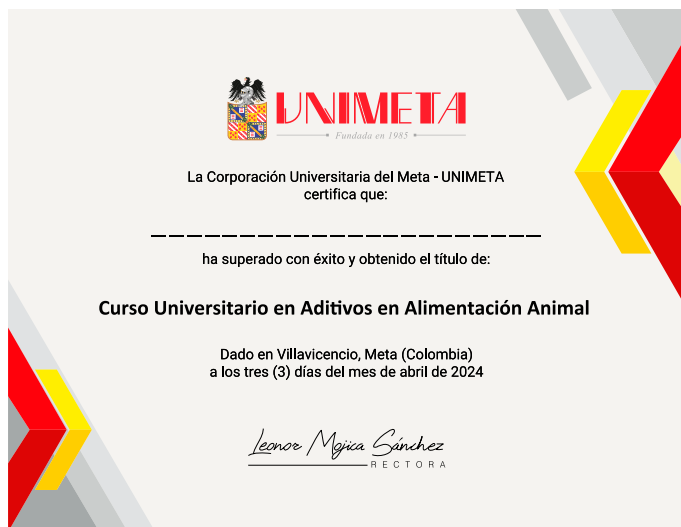 UNIMETA
Fundada en 1985
La Corporación Universitaria del Meta - UNIMETA
certifica que:
ha superado con éxito y obtenido el título de:
Curso Universitario en Aditivos en Alimentación Animal
Dado en Villavicencio, Meta (Colombia)
a los tres (3) días del mes de abril de 2024
Leonor Mojica Sánchez
RECTORA